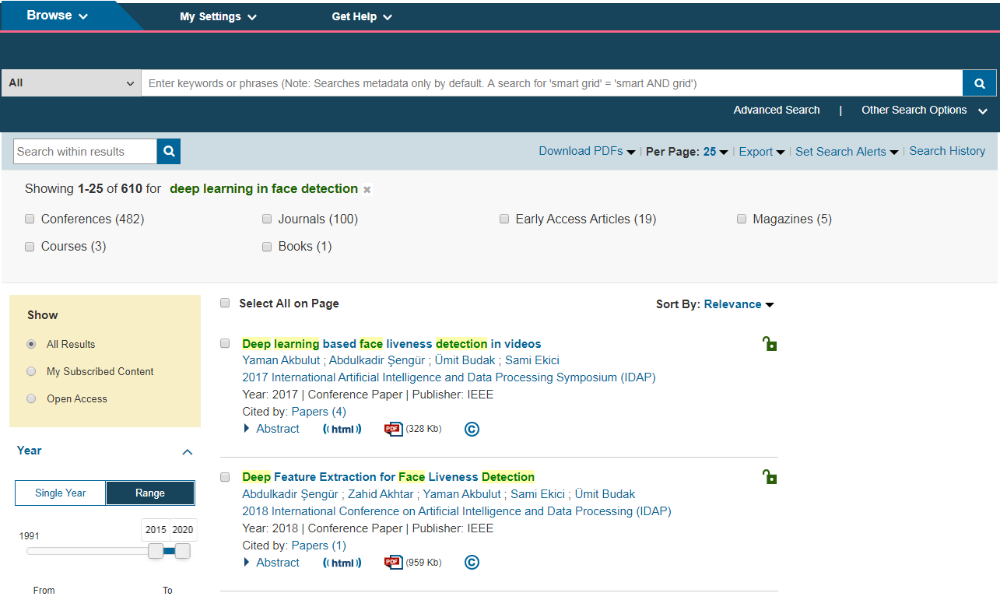 Browse My Settings Get Help
All Enter keywords or phrases (Note: Searches metadata only by default. A search for 'smart grid' = 'smart AND grid')
Advanced Search | Other Search Options
Search within results Download PDFs | Per Page: 25 | Export | Set Search Alerts | Search History
Showing 1-25 of 610 for deep learning in face detection ×
Conferences (482) Journals (100) Early Access Articles (19) Magazines (5)
Courses (3) Books (1)
Show
All Results
My Subscribed Content
Open Access
Year
Single Year Range
2015 2020
1991
From To
Select All on Page Sort By: Relevance
Deep learning based face liveness detection in videos
Yaman Akbulut ; Abdulkadir Şengür ; Ümit Budak ; Sami Ekici
2017 International Artificial Intelligence and Data Processing Symposium (IDAP)
Year: 2017 | Conference Paper | Publisher: IEEE
Cited by: Papers (4)
Abstract ((html)) PDF (328 Kb) ©
Deep Feature Extraction for Face Liveness Detection
Abdulkadir Şengür ; Zahid Akhtar ; Yaman Akbulut ; Sami Ekici ; Ümit Budak
2018 International Conference on Artificial Intelligence and Data Processing (IDAP)
Year: 2018 | Conference Paper | Publisher: IEEE
Cited by: Papers (1)
Abstract ((html)) PDF (959 Kb) ©